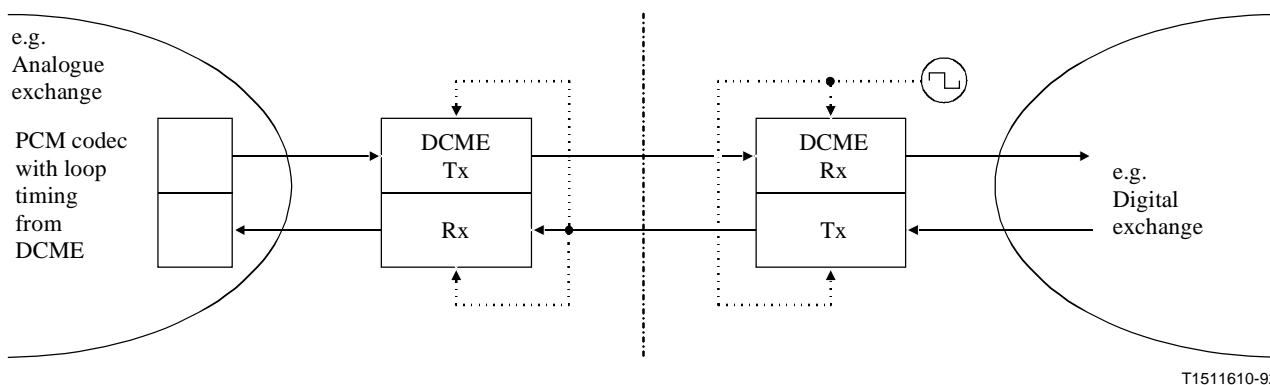 e.g.
Analogue
exchange
PCM codec
with loop
timing
from
DCME
DCME
Tx
Rx
DCME
Rx
Tx
e.g.
Digital
exchange